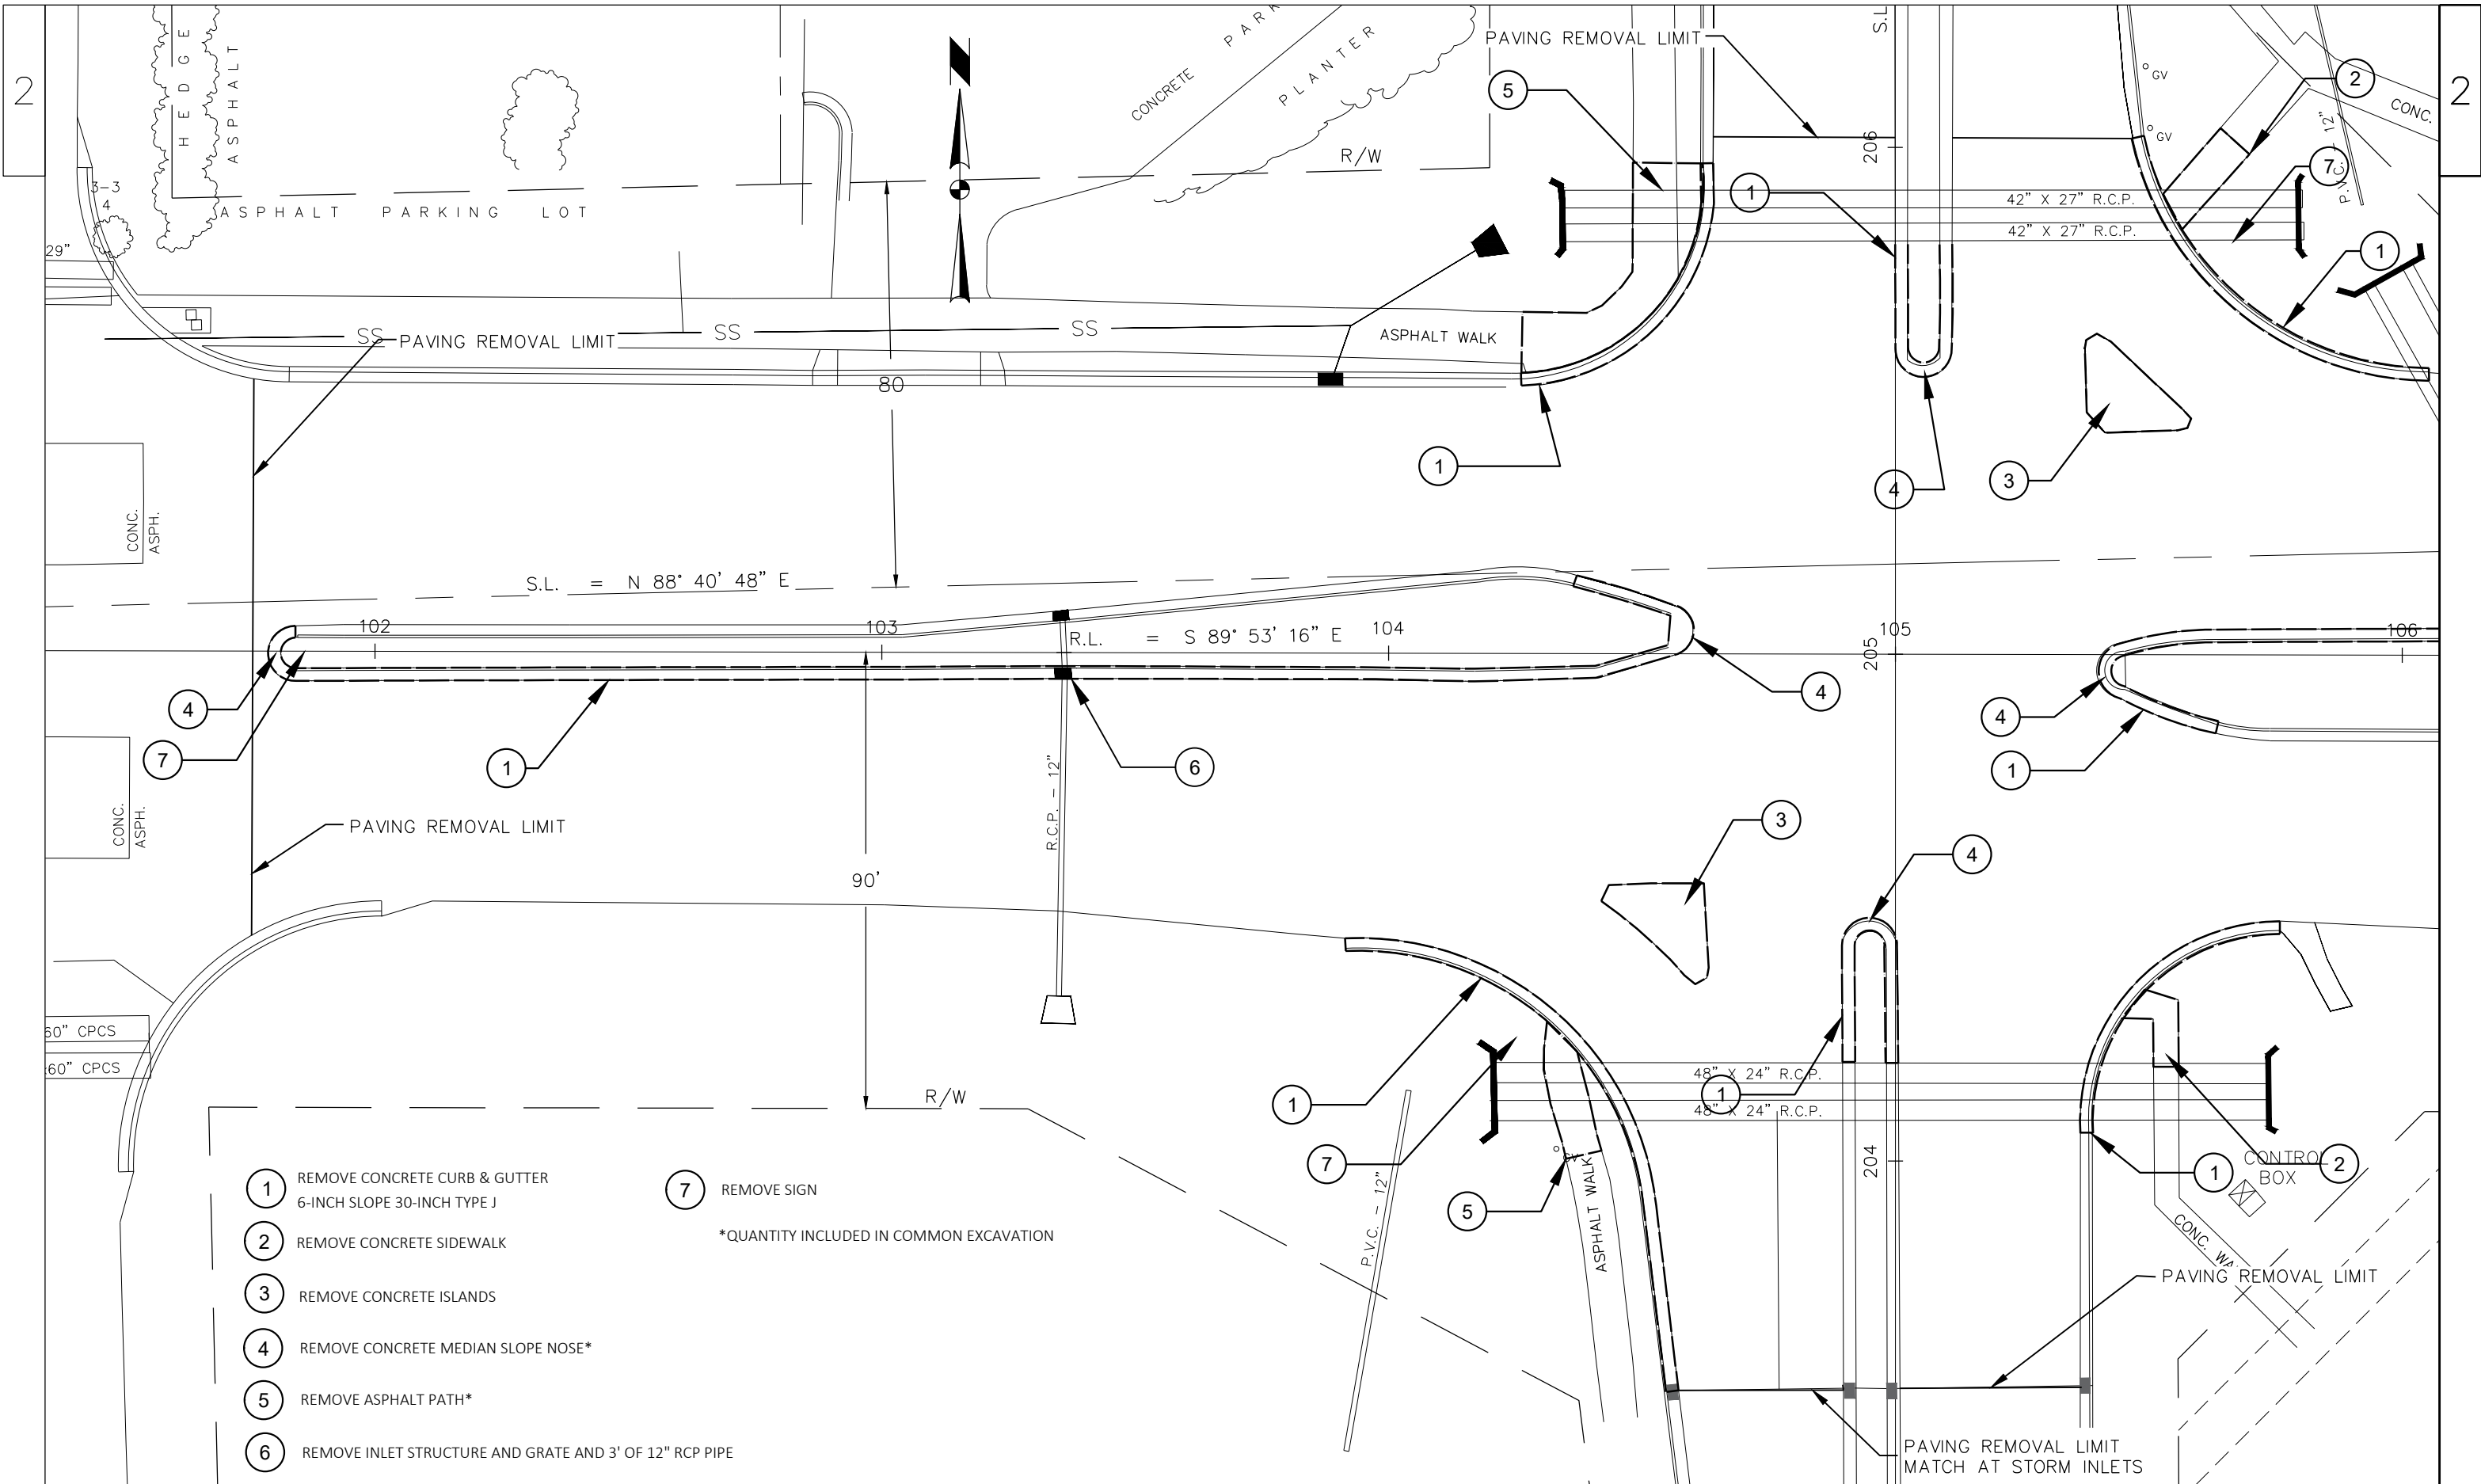 2
HEDGE
ASPHALT
CONCRETE
PLANTER
PAVING REMOVAL LIMIT
S.L
GV
GV
2
CONC.
2
5
206
P.V.C. - 12"
7
3-3
4
R/W
1
ASPHALT PARKING LOT
42" X 27" R.C.P.
42" X 27" R.C.P.
29"
1
SS
PAVING REMOVAL LIMIT
SS
SS
ASPHALT WALK
80
1
4
3
CONC.
ASPH.
S.L. = N 88° 40' 48" E
102
103
R.L. = S 89° 53' 16" E
104
105
205
106
4
4
4
7
1
6
1
R.C.P. - 12"
CONC.
ASPH.
PAVING REMOVAL LIMIT
3
4
90'
60" CPCS
60" CPCS
48" X 24" R.C.P.
48" X 24" R.C.P.
1
R/W
1
7
GV
204
CONTROL
BOX
2
1
5
ASPHALT WALK
P.V.C. - 12"
CONC.
PAVING REMOVAL LIMIT
PAVING REMOVAL LIMIT
MATCH AT STORM INLETS
1 REMOVE CONCRETE CURB & GUTTER
6-INCH SLOPE 30-INCH TYPE J
2 REMOVE CONCRETE SIDEWALK
3 REMOVE CONCRETE ISLANDS
4 REMOVE CONCRETE MEDIAN SLOPE NOSE*
5 REMOVE ASPHALT PATH*
6 REMOVE INLET STRUCTURE AND GRATE AND 3' OF 12" RCP PIPE
7 REMOVE SIGN
*QUANTITY INCLUDED IN COMMON EXCAVATION